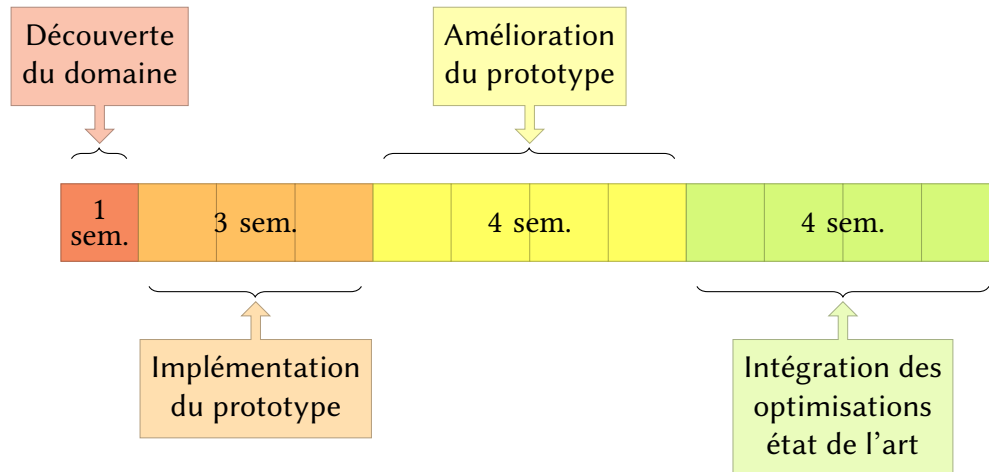 Découverte
du domaine
Amélioration
du prototype
1
sem.
3 sem.
4 sem.
4 sem.
Implémentation
du prototype
Intégration des
optimisations
état de l'art